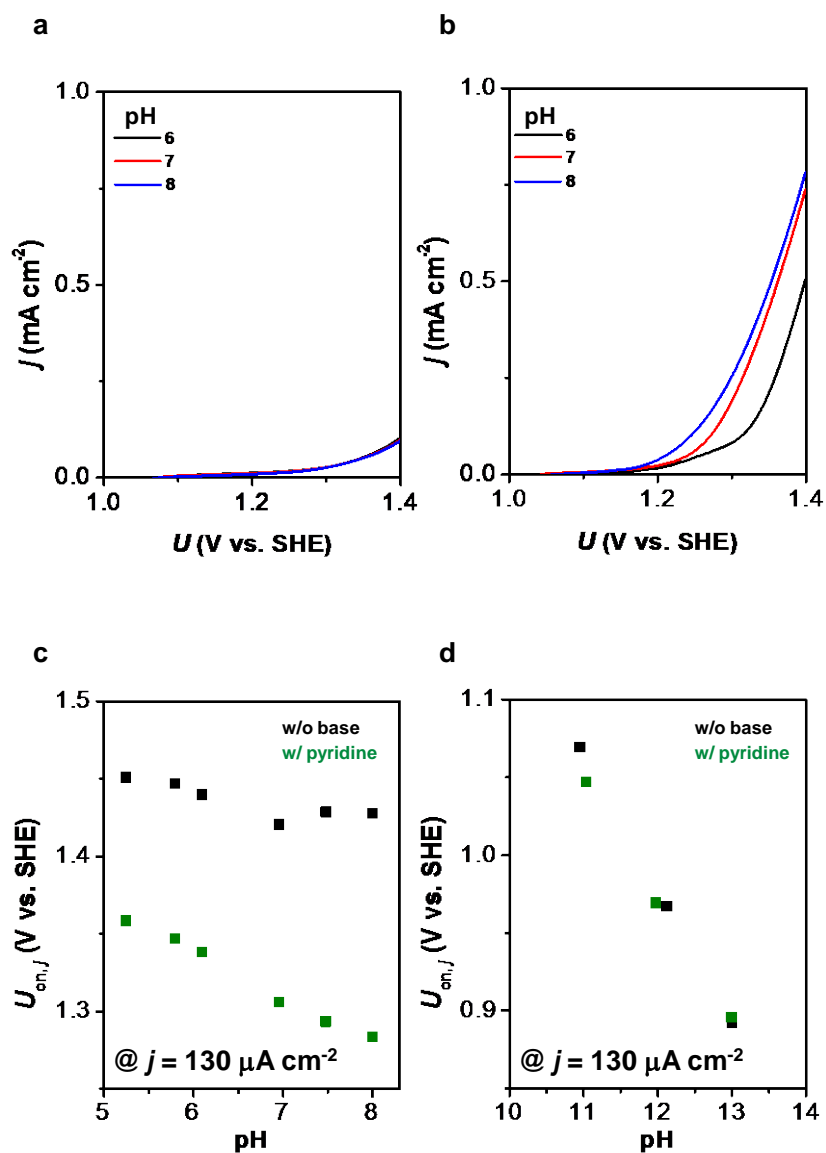 a
1.0
0.5
0.0
1.0
1.2
1.4
pH
6
7
8
j (mA cm-2)
U (V vs. SHE)
b
1.0
0.5
0.0
1.0
1.2
1.4
pH
6
7
8
j (mA cm-2)
U (V vs. SHE)
c
1.5
1.4
1.3
5
6
7
8
w/o base
w/ pyridine
Uon,j (V vs. SHE)
@ j = 130 μA cm-2
pH
d
1.1
1.0
0.9
10
11
12
13
14
w/o base
w/ pyridine
Uon,j (V vs. SHE)
@ j = 130 μA cm-2
pH